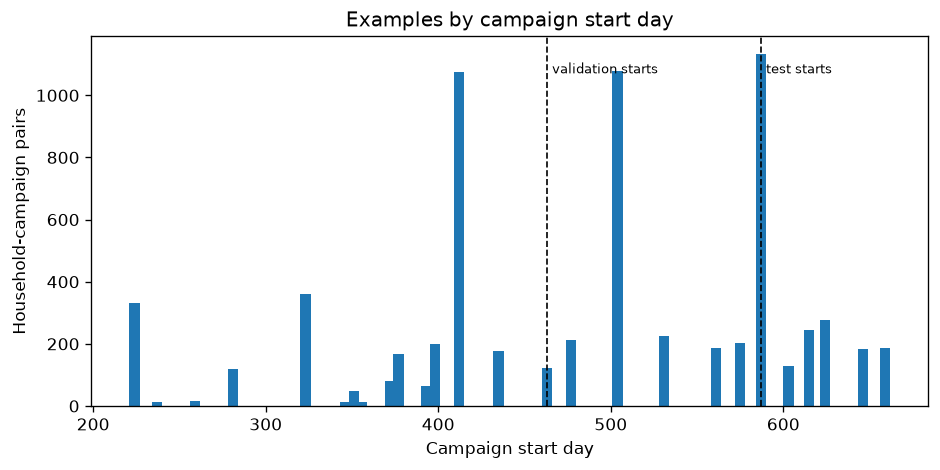 Examples by campaign start day
validation starts
test starts
Household-campaign pairs
1000
800
600
400
200
0
200 300 400 500 600
Campaign start day